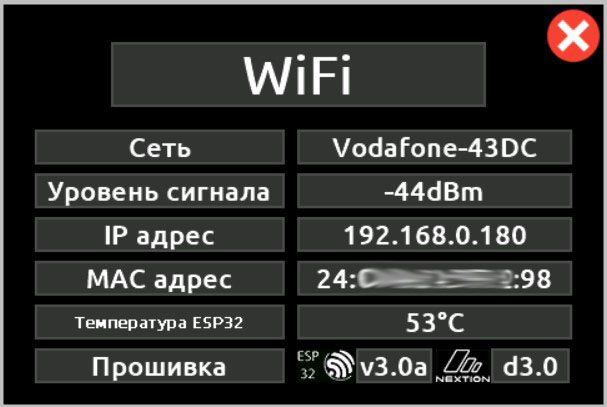 WiFi
Сеть Vodafone-43DC
Уровень сигнала -44dBm
IP адрес 192.168.0.180
MAC адрес 24: :98
Температура ESP32 53°C
Прошивка ESP 32 v3.0a NEXTION d3.0